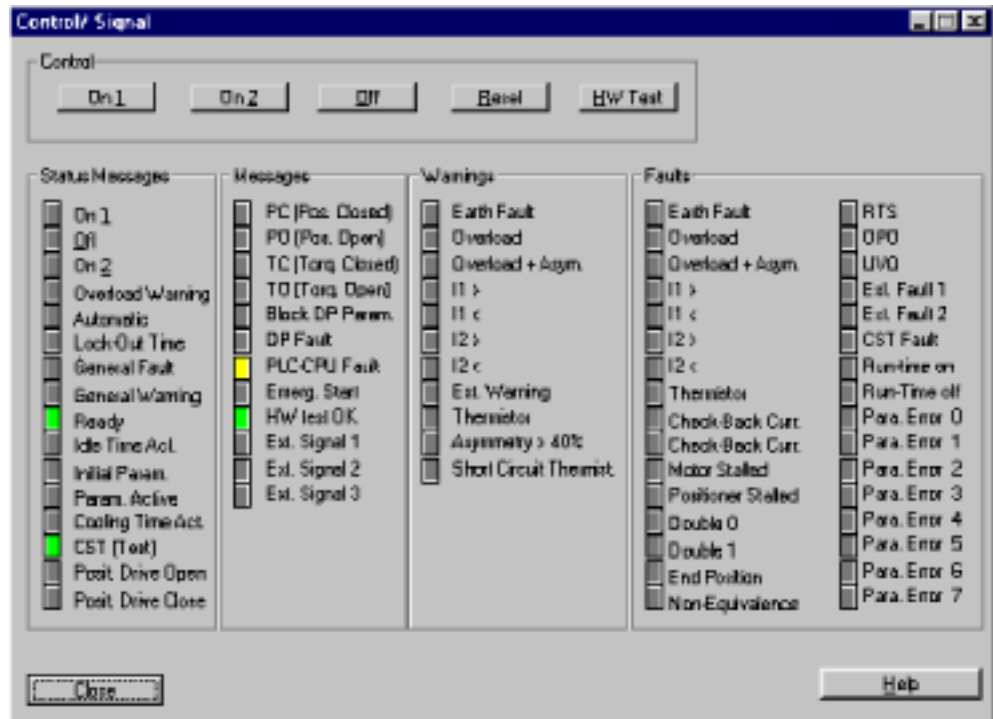 Control/ Signal
Control
On 1
On 2
Off
Reset
HW Test
Status Messages
On 1
Off
On 2
Overload Warning
Automatic
Lock-Out Time
General Fault
General Warning
Ready
Idle Time Act.
Initial Param.
Param. Active
Cooling Time Act.
CST (Test)
Posit. Drive Open
Posit. Drive Close
Messages
PC (Pos. Closed)
PO (Pos. Open)
TC (Torq. Closed)
TO (Torq. Open)
Block DP Param.
DP Fault
PLC-CPU Fault
Emerg. Start
HW test OK.
Ext. Signal 1
Ext. Signal 2
Ext. Signal 3
Warnings
Earth Fault
Overload
Overload + Asym.
I1 >
I1 <
I2 >
I2 <
Ext. Warning
Thermistor
Asymmetry > 40%
Short Circuit Thermist.
Faults
Earth Fault
Overload
Overload + Asym.
I1 >
I1 <
I2 >
I2 <
Thermistor
Check-Back Curr.
Check-Back Curr.
Motor Stalled
Positioner Stalled
Double 0
Double 1
End Position
Non-Equivalence
RTS
OPO
UVO
Ext. Fault 1
Ext. Fault 2
CST Fault
Run-time on
Run-Time off
Para. Error 0
Para. Error 1
Para. Error 2
Para. Error 3
Para. Error 4
Para. Error 5
Para. Error 6
Para. Error 7
Close
Help